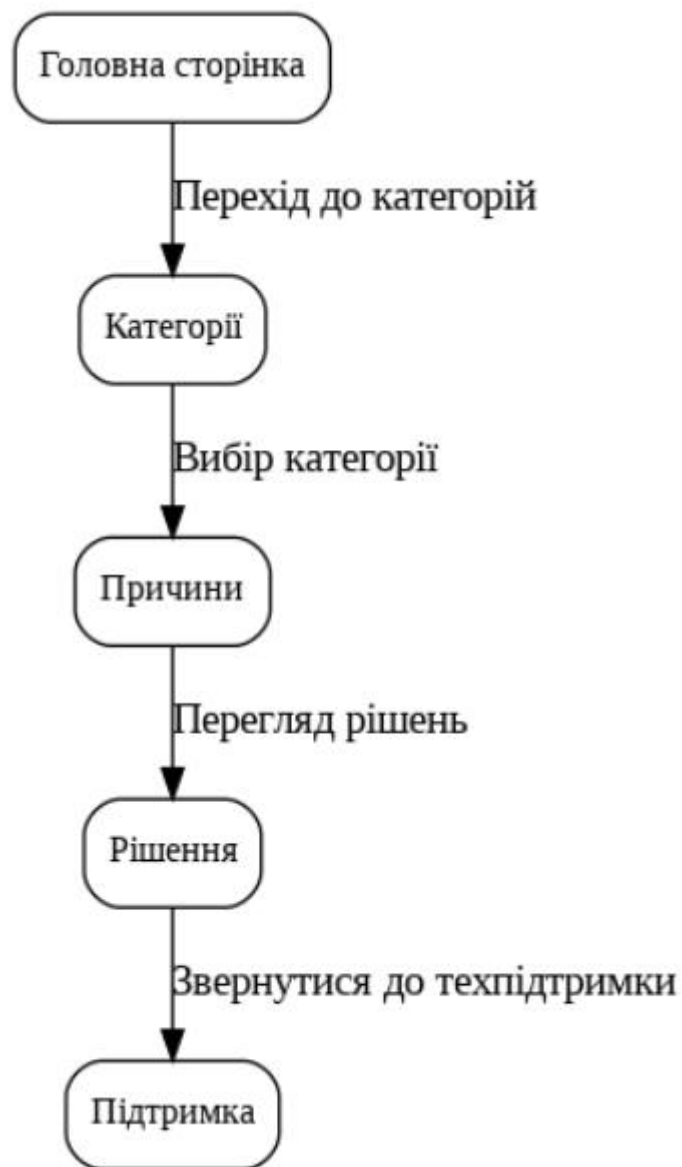 Головна сторінка
Перехід до категорій
Категорії
Вибір категорії
Причини
Перегляд рішень
Рішення
Звернутися до техпідтримки
Підтримка